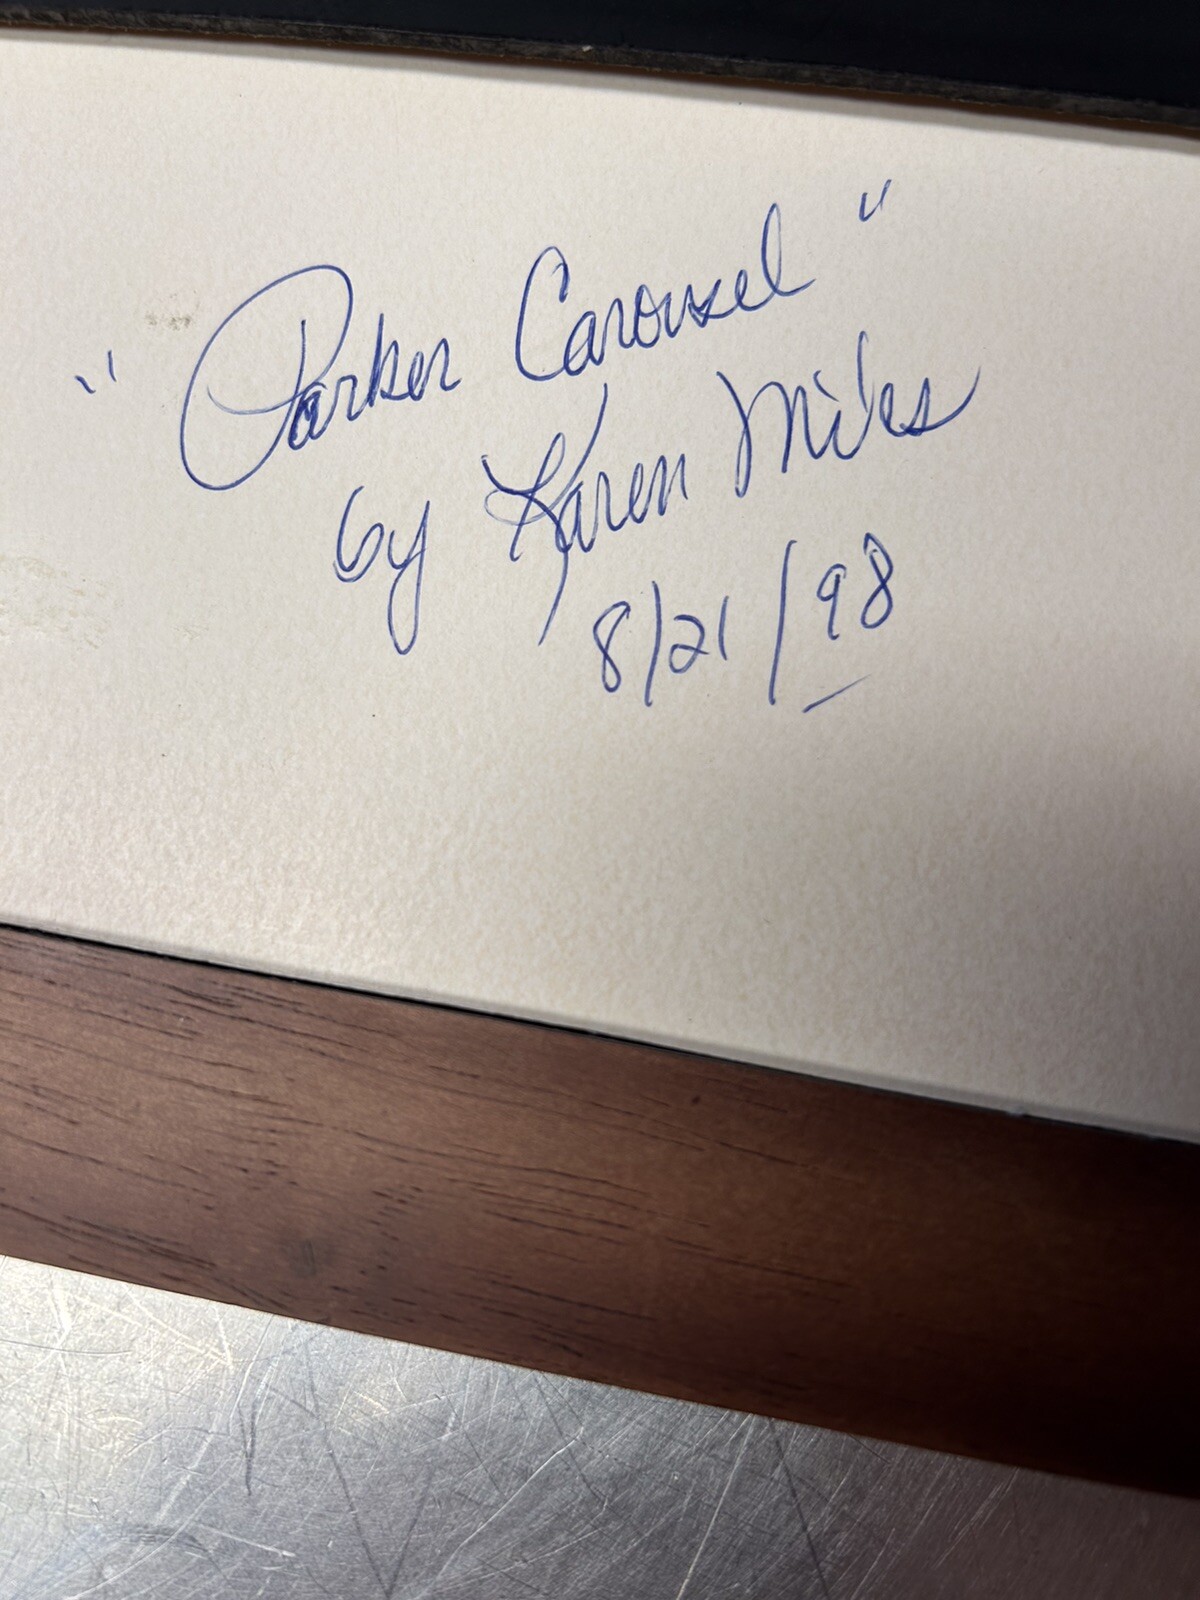 "Parker Carousel"
by Karen Miles
8/21/98